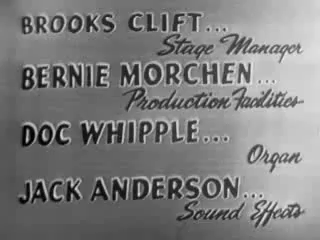 BROOKS CLIFT...
Stage Manager
BERNIE MORCHEN...
Production Facilities
DOC WHIPPLE...
Organ
JACK ANDERSON...
Sound Effects